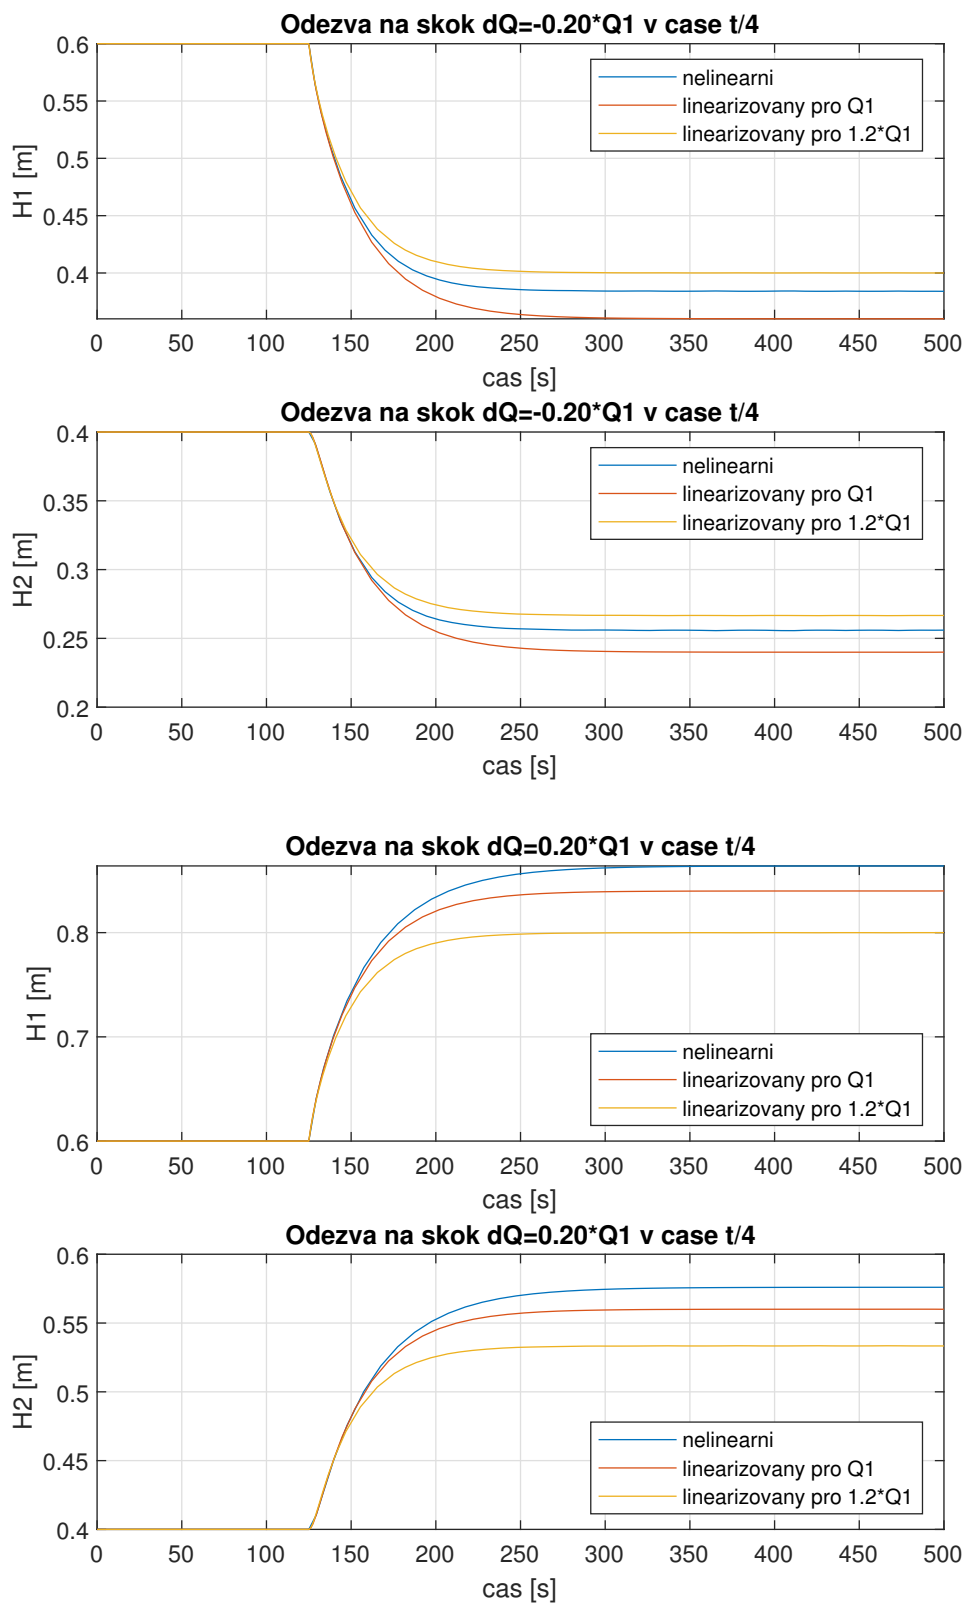 Odezva na skok dQ=-0.20*Q1 v case t/4
0.6
0.55
0.5
0.45
0.4
H1 [m]
nelinearni
linearizovany pro Q1
linearizovany pro 1.2*Q1
0 50 100 150 200 250 300 350 400 450 500
cas [s]
Odezva na skok dQ=-0.20*Q1 v case t/4
0.4
0.35
0.3
0.25
0.2
H2 [m]
nelinearni
linearizovany pro Q1
linearizovany pro 1.2*Q1
0 50 100 150 200 250 300 350 400 450 500
cas [s]
Odezva na skok dQ=0.20*Q1 v case t/4
0.8
0.7
0.6
H1 [m]
nelinearni
linearizovany pro Q1
linearizovany pro 1.2*Q1
0 50 100 150 200 250 300 350 400 450 500
cas [s]
Odezva na skok dQ=0.20*Q1 v case t/4
0.6
0.55
0.5
0.45
0.4
H2 [m]
nelinearni
linearizovany pro Q1
linearizovany pro 1.2*Q1
0 50 100 150 200 250 300 350 400 450 500
cas [s]